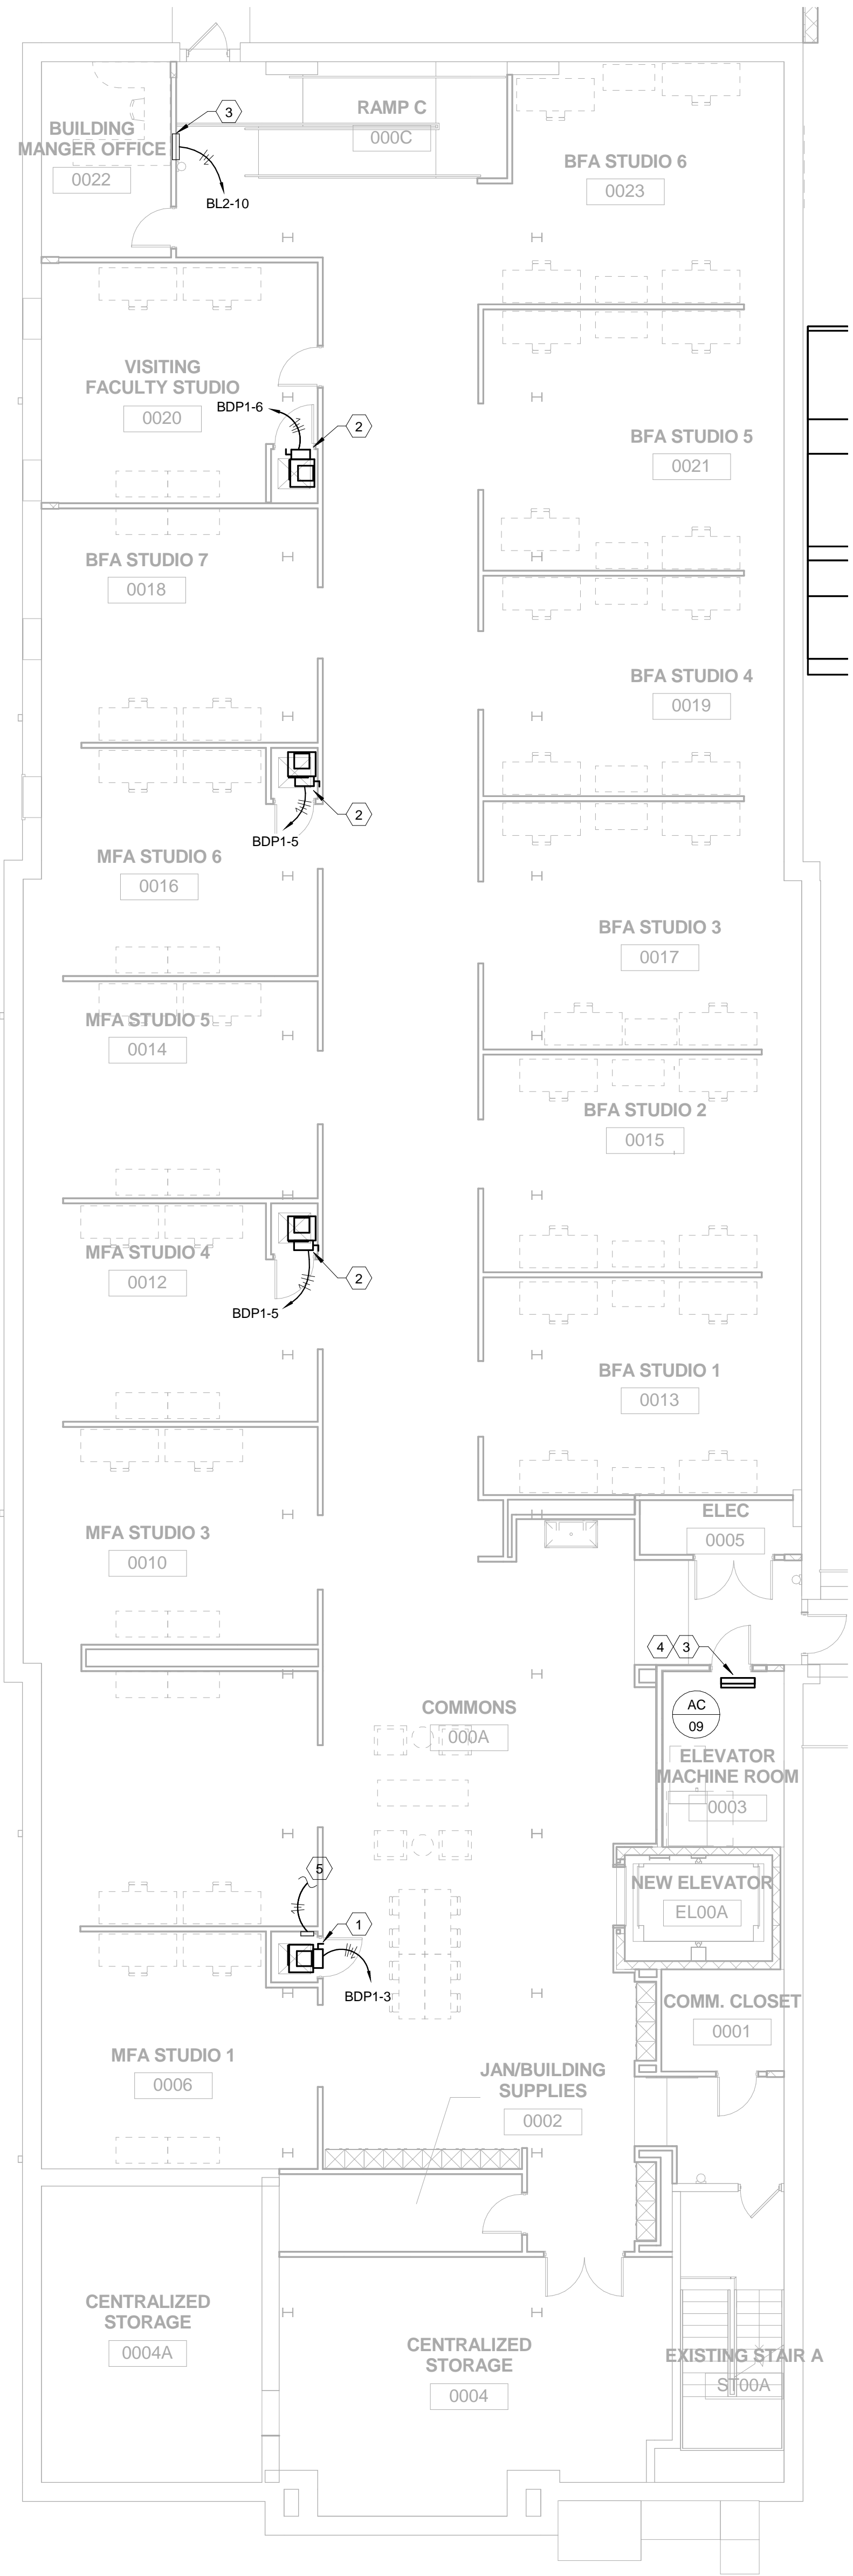 RAMP C
000C
3
BUILDING
MANGER OFFICE
0022
BL2-10
BFA STUDIO 6
0023
VISITING
FACULTY STUDIO
0020
BDP1-6
2
BFA STUDIO 5
0021
BFA STUDIO 7
0018
BFA STUDIO 4
0019
2
BDP1-5
MFA STUDIO 6
0016
BFA STUDIO 3
0017
MFA STUDIO 5
0014
BFA STUDIO 2
0015
MFA STUDIO 4
0012
2
BDP1-5
BFA STUDIO 1
0013
MFA STUDIO 3
0010
ELEC
0005
4
3
AC
09
COMMONS
000A
ELEVATOR
MACHINE ROOM
0003
5
NEW ELEVATOR
EL00A
1
BDP1-3
COMM. CLOSET
0001
MFA STUDIO 1
0006
JAN/BUILDING
SUPPLIES
0002
CENTRALIZED
STORAGE
0004A
CENTRALIZED
STORAGE
0004
EXISTING STAIR A
ST00A